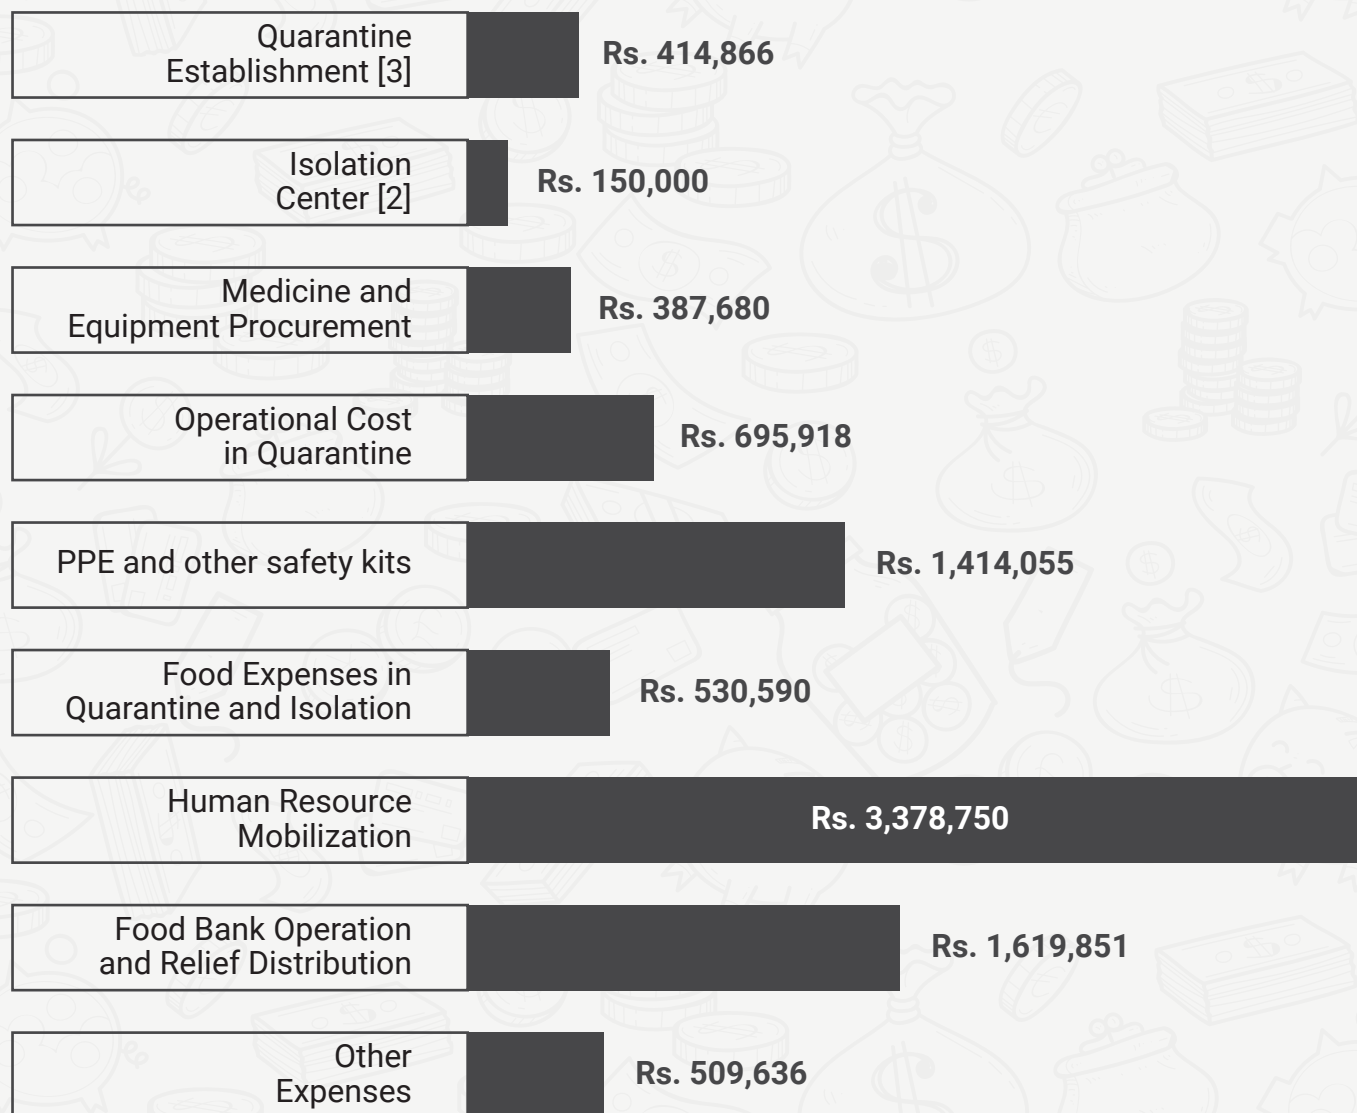 Quarantine
Establishment [3]
Rs. 414,866
Isolation
Center [2]
Rs. 150,000
Medicine and
Equipment Procurement
Rs. 387,680
Operational Cost
in Quarantine
Rs. 695,918
PPE and other safety kits
Rs. 1,414,055
Food Expenses in
Quarantine and Isolation
Rs. 530,590
Human Resource
Mobilization
Rs. 3,378,750
Food Bank Operation
and Relief Distribution
Rs. 1,619,851
Other
Expenses
Rs. 509,636